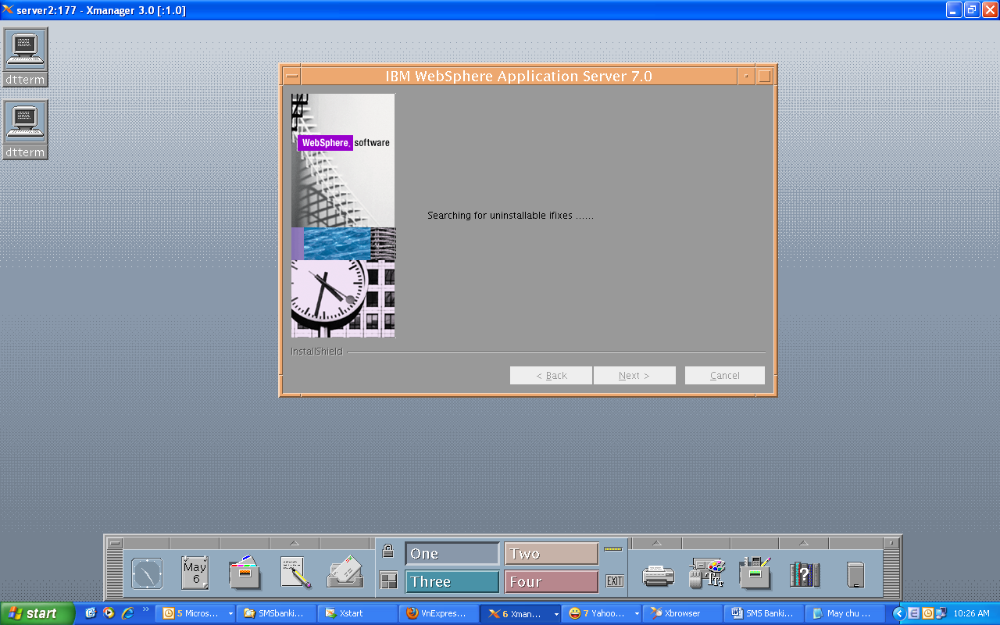 server2:177 - Xmanager 3.0 [:1.0]
dtterm
dtterm
IBM WebSphere Application Server 7.0
WebSphere. software
Searching for uninstallable ifixes ......
InstallShield
< Back
Next >
Cancel
May
6
One
Two
Three
Four
EXIT
start
5 Micros...
SMSbanki...
Xstart
VnExpres...
6 Xman...
7 Yahoo...
Xbrowser
SMS Banki...
May chu ...
10:26 AM